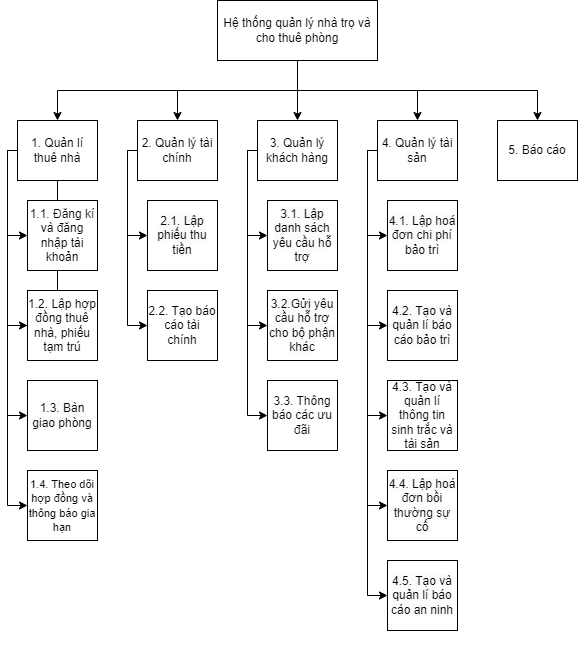 Hệ thống quản lý nhà trọ và
cho thuê phòng
1. Quản lí
thuê nhà
2. Quản lý tài
chính
3. Quản lý
khách hàng
4. Quản lý tài
sản
5. Báo cáo
1.1. Đăng kí
và đăng
nhập tài
khoản
1.2. Lập hợp
đồng thuê
nhà, phiếu
tạm trú
1.3. Bàn
giao phòng
1.4. Theo dõi
hợp đồng và
thông báo gia
hạn
2.1. Lập
phiếu thu
tiền
2.2. Tạo báo
cáo tài
chính
3.1. Lập
danh sách
yêu cầu hỗ
trợ
3.2.Gửi yêu
cầu hỗ trợ
cho bộ phận
khác
3.3. Thông
báo các ưu
đãi
4.1. Lập hoá
đơn chi phí
bảo trì
4.2. Tạo và
quản lí báo
cáo bảo trì
4.3. Tạo và
quản lí
thông tin
sinh trắc và
tài sản
4.4. Lập hoá
đơn bồi
thường sự
cố
4.5. Tạo và
quản lí báo
cáo an ninh